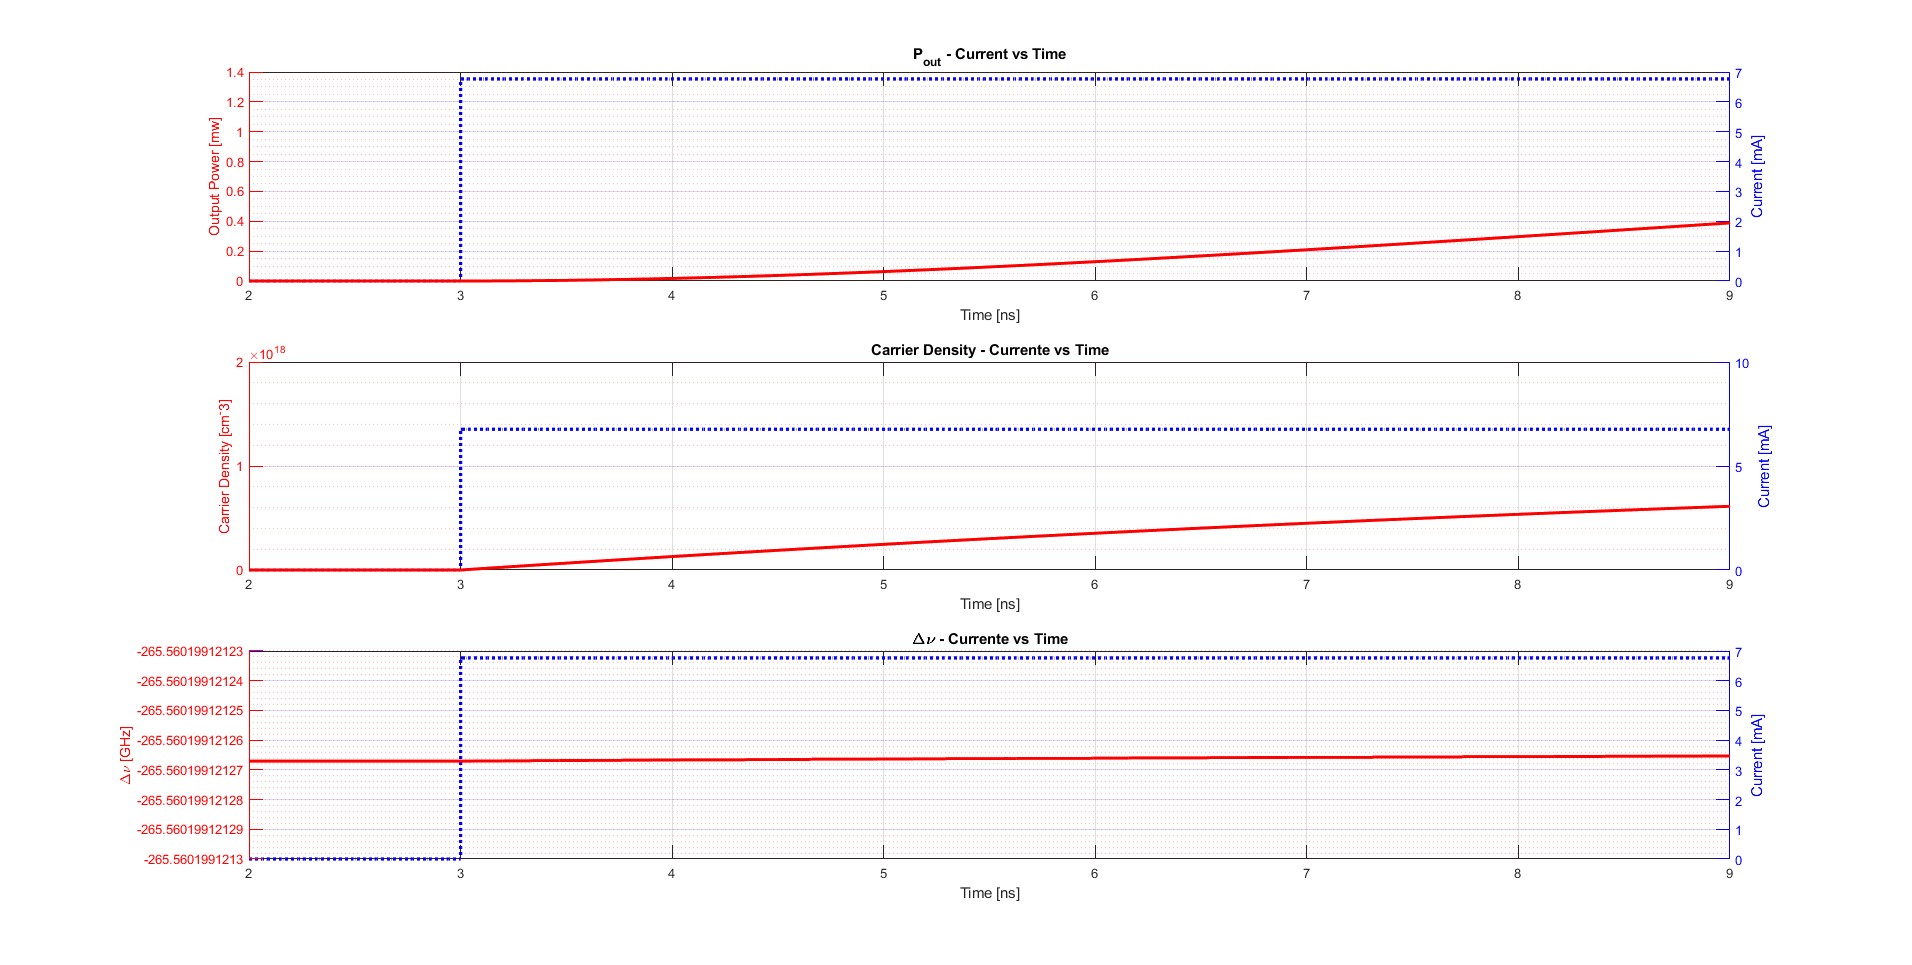 P_out - Current vs Time
1.4
1.2
1
0.8
0.6
0.4
0.2
0
Output Power [mw]
7
6
5
4
3
2
1
0
Current [mA]
2 3 4 5 6 7 8 9
Time [ns]
Carrier Density - Currente vs Time
×10^18
2
1
0
Carrier Density [cm^-3]
10
5
0
Current [mA]
2 3 4 5 6 7 8 9
Time [ns]
Δν - Currente vs Time
-265.56019912123
-265.56019912124
-265.56019912125
-265.56019912126
-265.56019912127
-265.56019912128
-265.56019912129
-265.5601991213
Δν [GHz]
7
6
5
4
3
2
1
0
Current [mA]
2 3 4 5 6 7 8 9
Time [ns]